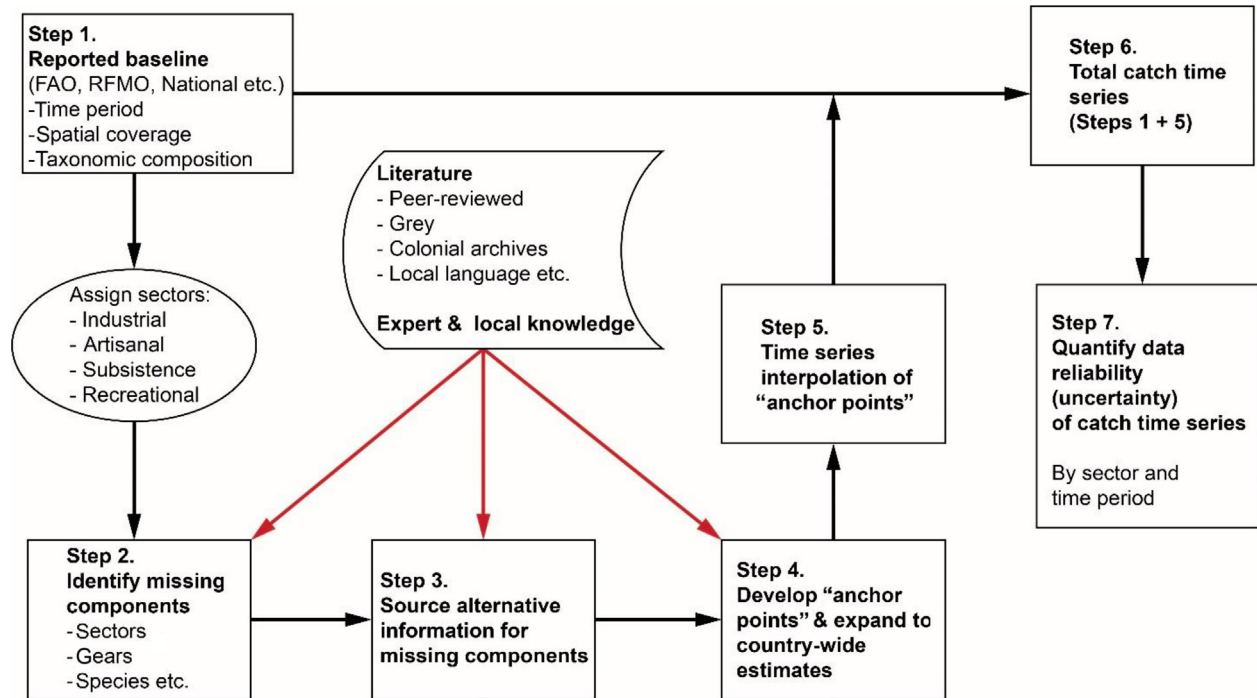 Step 1.
Reported baseline
(FAO, RFMO, National etc.)
-Time period
-Spatial coverage
-Taxonomic composition
Assign sectors:
- Industrial
- Artisanal
- Subsistence
- Recreational
Step 2.
Identify missing
components
-Sectors
-Gears
-Species etc.
Literature
- Peer-reviewed
- Grey
- Colonial archives
- Local language etc.
Expert & local knowledge
Step 3.
Source alternative
information for
missing components
Step 4.
Develop “anchor
points” & expand to
country-wide
estimates
Step 5.
Time series
interpolation of
“anchor points”
Step 6.
Total catch time
series
(Steps 1 + 5)
Step 7.
Quantify data
reliability
(uncertainty)
of catch time series
By sector and
time period